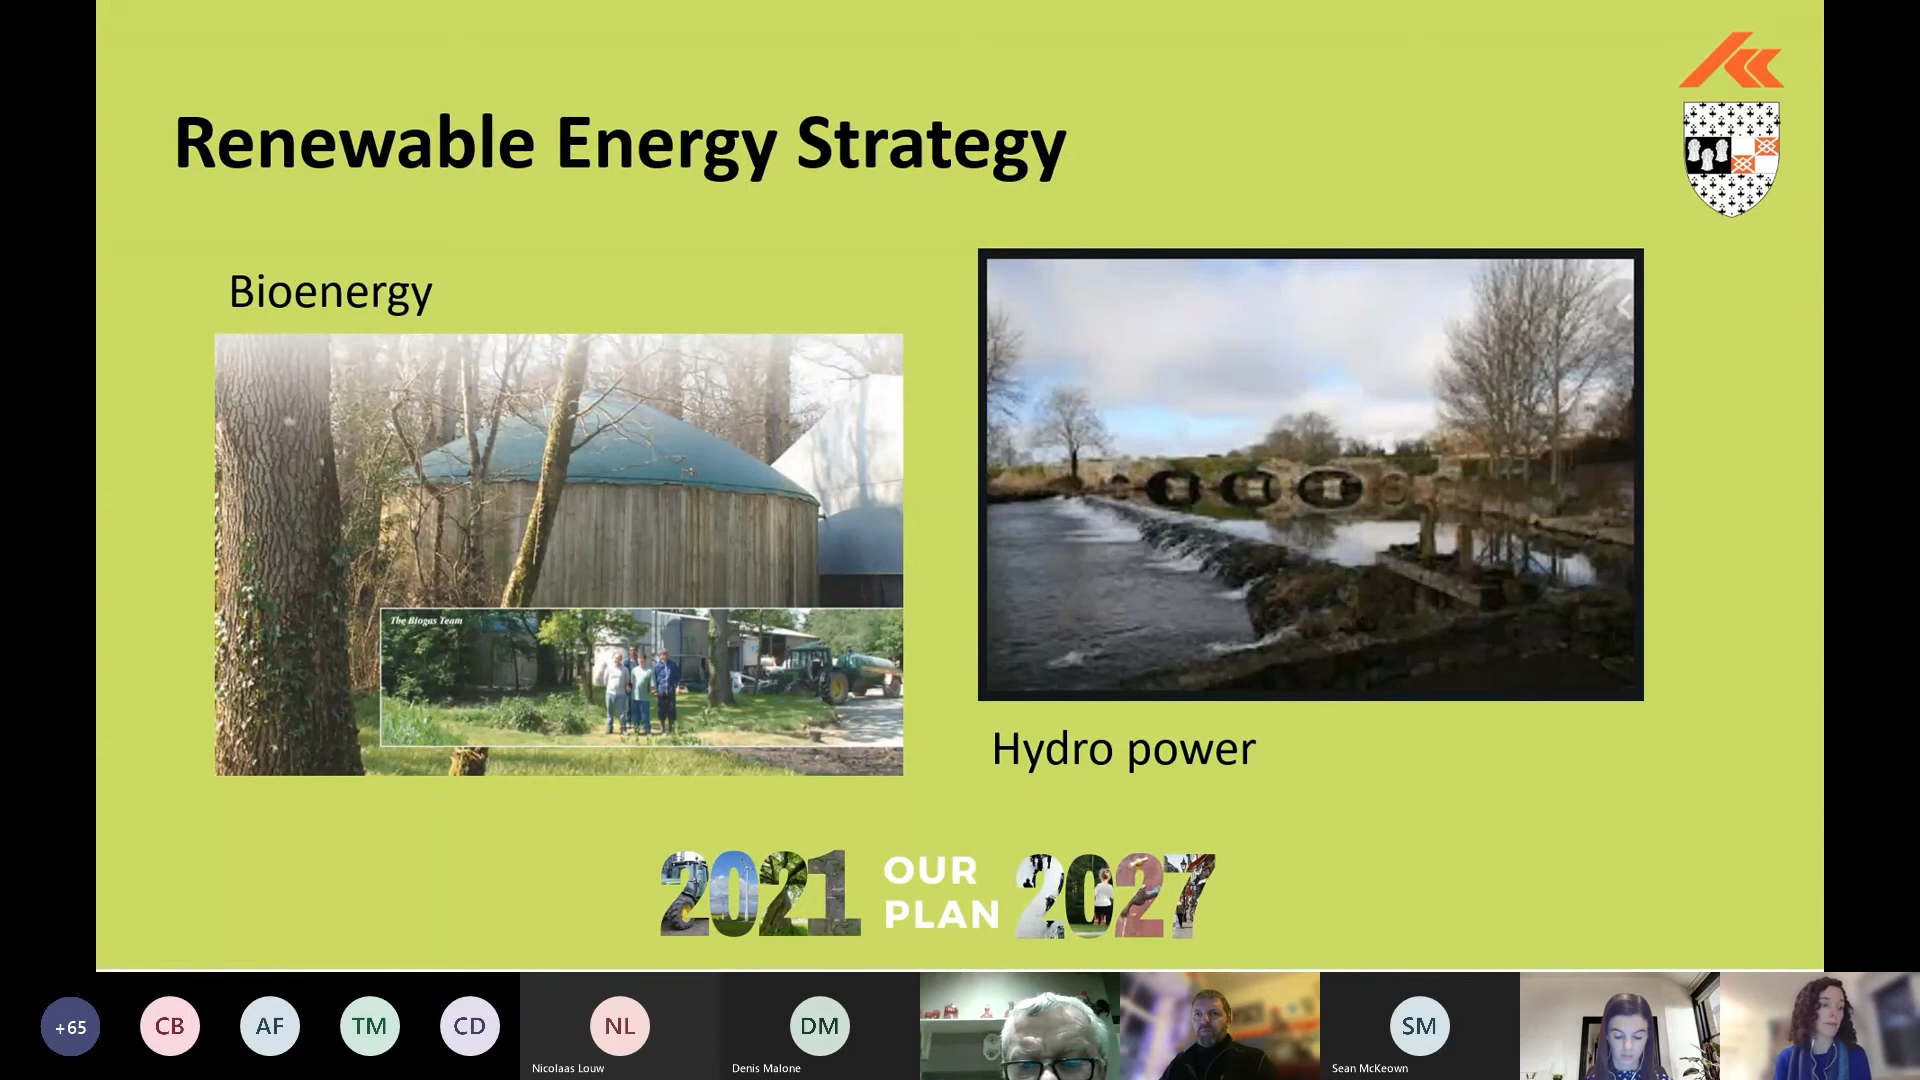 Renewable Energy Strategy
Bioenergy
The Biogas Team
Hydro power
2021 OUR PLAN 2027
+65
CB
AF
TM
CD
NL
Nicolaas Louw
DM
Denis Malone
SM
Sean McKeown